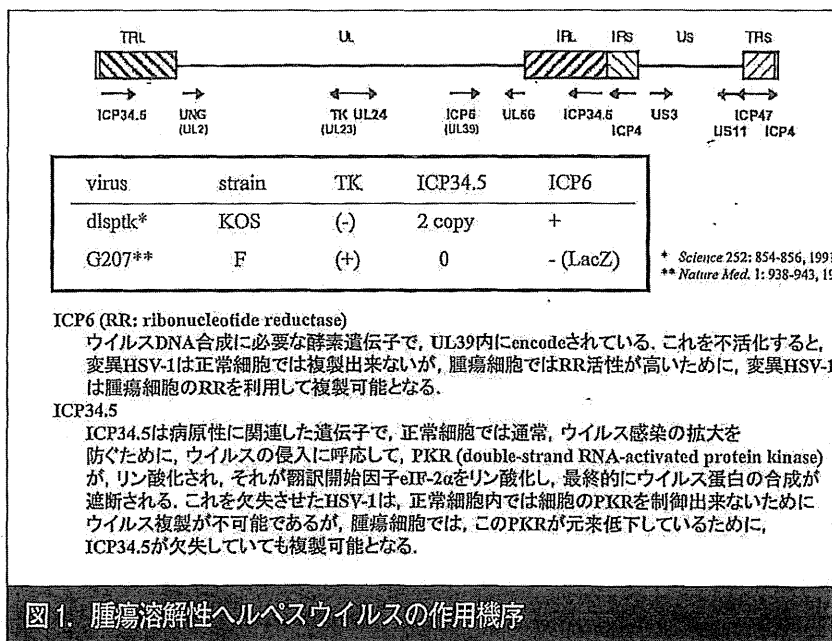 TRL UL IRL IRs Us TRs
ICP34.5 UNG TK UL24 ICP6 UL56 ICP34.5 US3 ICP47
(UL2) (UL23) (UL39) ICP4 US11 ICP4
virus strain TK ICP34.5 ICP6
dlsptk* KOS (-) 2 copy +
G207** F (+) 0 - (LacZ)
* Science 252: 854-856, 199
** Nature Med. 1: 938-943, 19
ICP6 (RR: ribonucleotide reductase)
ウイルスDNA合成に必要な酵素遺伝子で, UL39内にencodeされている. これを不活化すると,
変異HSV-1は正常細胞では複製出来ないが, 腫瘍細胞ではRR活性が高いために, 変異HSV-1
は腫瘍細胞のRRを利用して複製可能となる.
ICP34.5
ICP34.5は病原性に関連した遺伝子で, 正常細胞では通常, ウイルス感染の拡大を
防ぐために, ウイルスの侵入に呼応して, PKR (double-strand RNA-activated protein kinase)
が, リン酸化され, それが翻訳開始因子eIF-2αをリン酸化し, 最終的にウイルス蛋白の合成が
遮断される. これを欠失させたHSV-1は, 正常細胞内では細胞のPKRを制御出来ないために
ウイルス複製が不可能であるが, 腫瘍細胞では, このPKRが元来低下しているために,
ICP34.5が欠失していても複製可能となる.
図1. 腫瘍溶解性ヘルペスウイルスの作用機序